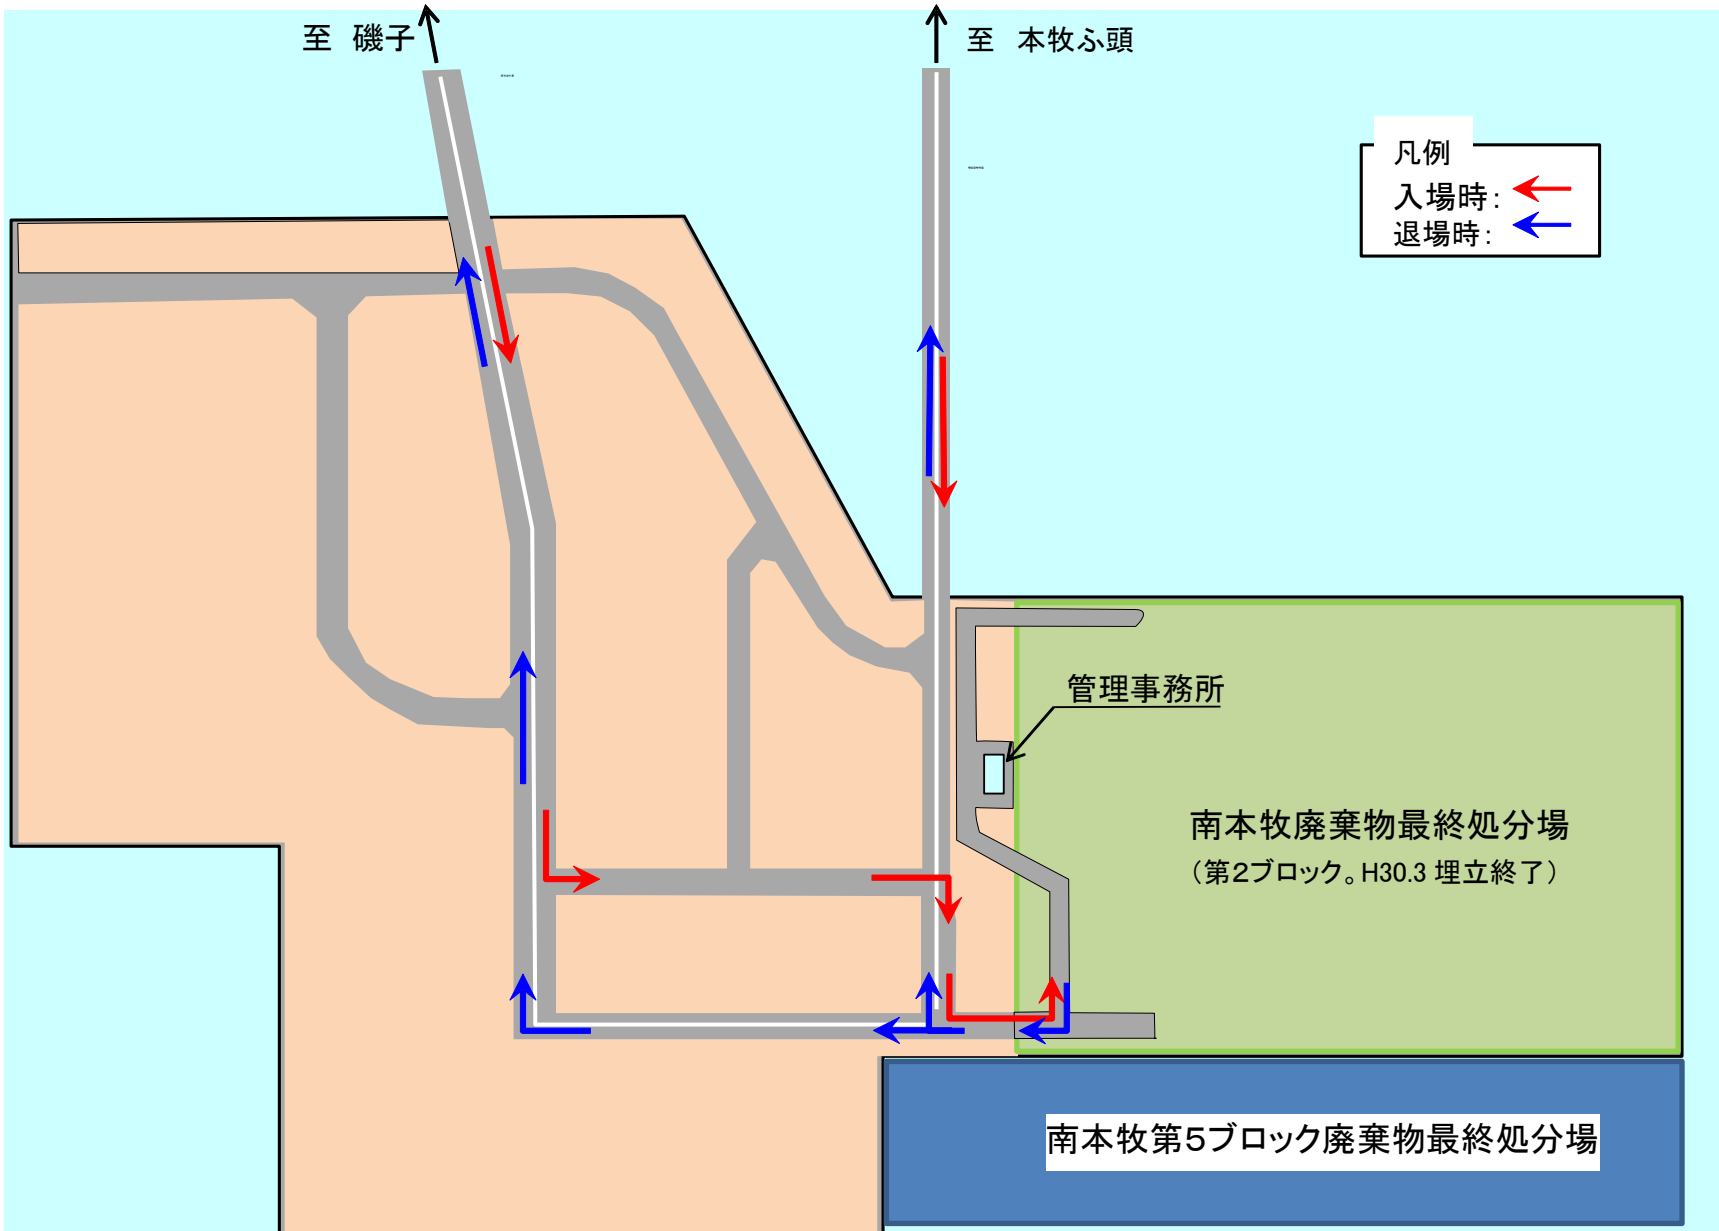 至 磯子
至 本牧ふ頭
凡例
入場時：
退場時：
管理事務所
南本牧廃棄物最終処分場
（第2ブロック。H30.3 埋立終了）
南本牧第5ブロック廃棄物最終処分場